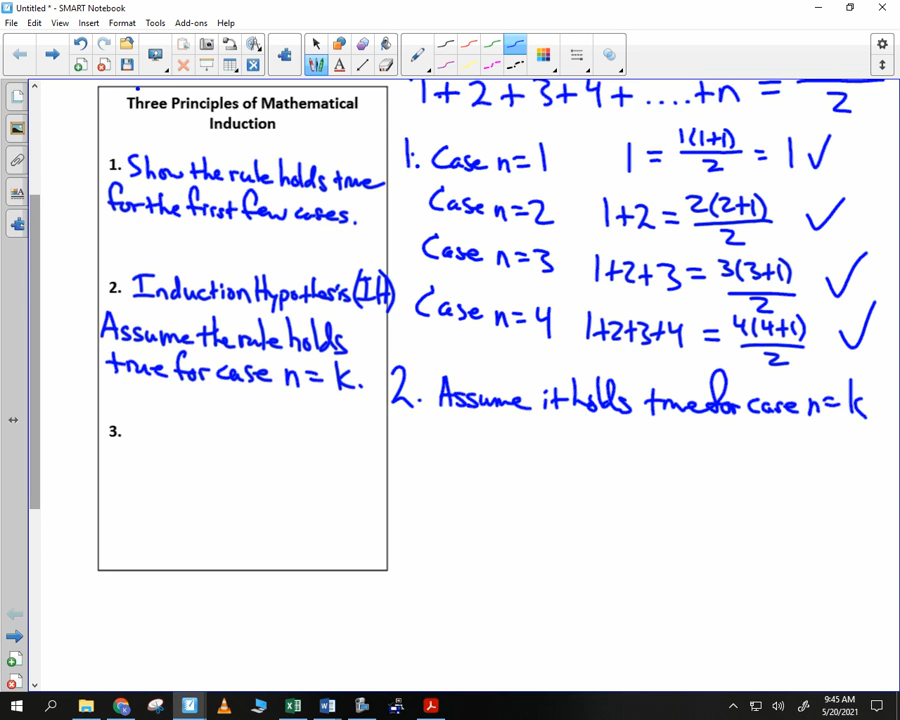 Untitled * - SMART Notebook
File Edit View Insert Format Tools Add-ons Help
1+2+3+4+....+n = 
2
Three Principles of Mathematical
Induction
1. Show the rule holds true
for the first few cases.
2. Induction Hypothesis (IH)
Assume the rule holds
true for case n = k.
3.
1: Case n=1 1 = 1(1+1)/2 = 1 ✓
Case n=2 1+2 = 2(2+1)/2 ✓
Case n=3 1+2+3 = 3(3+1)/2 ✓
Case n=4 1+2+3+4 = 4(4+1)/2 ✓
2. Assume it holds true for case n=k
9:45 AM
5/20/2021